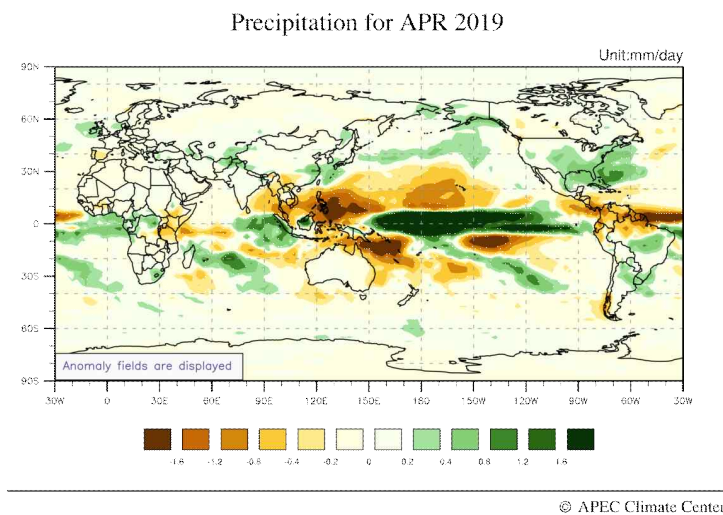 Precipitation for APR 2019
Unit:mm/day
90N
60N
30N
0
30S
60S
90S
Anomaly fields are displayed
30W 0 30E 60E 90E 120E 150E 180 150W 120W 90W 60W 30W
-1.6 -1.2 -0.8 -0.4 -0.2 0 0.2 0.4 0.8 1.2 1.6
© APEC Climate Center